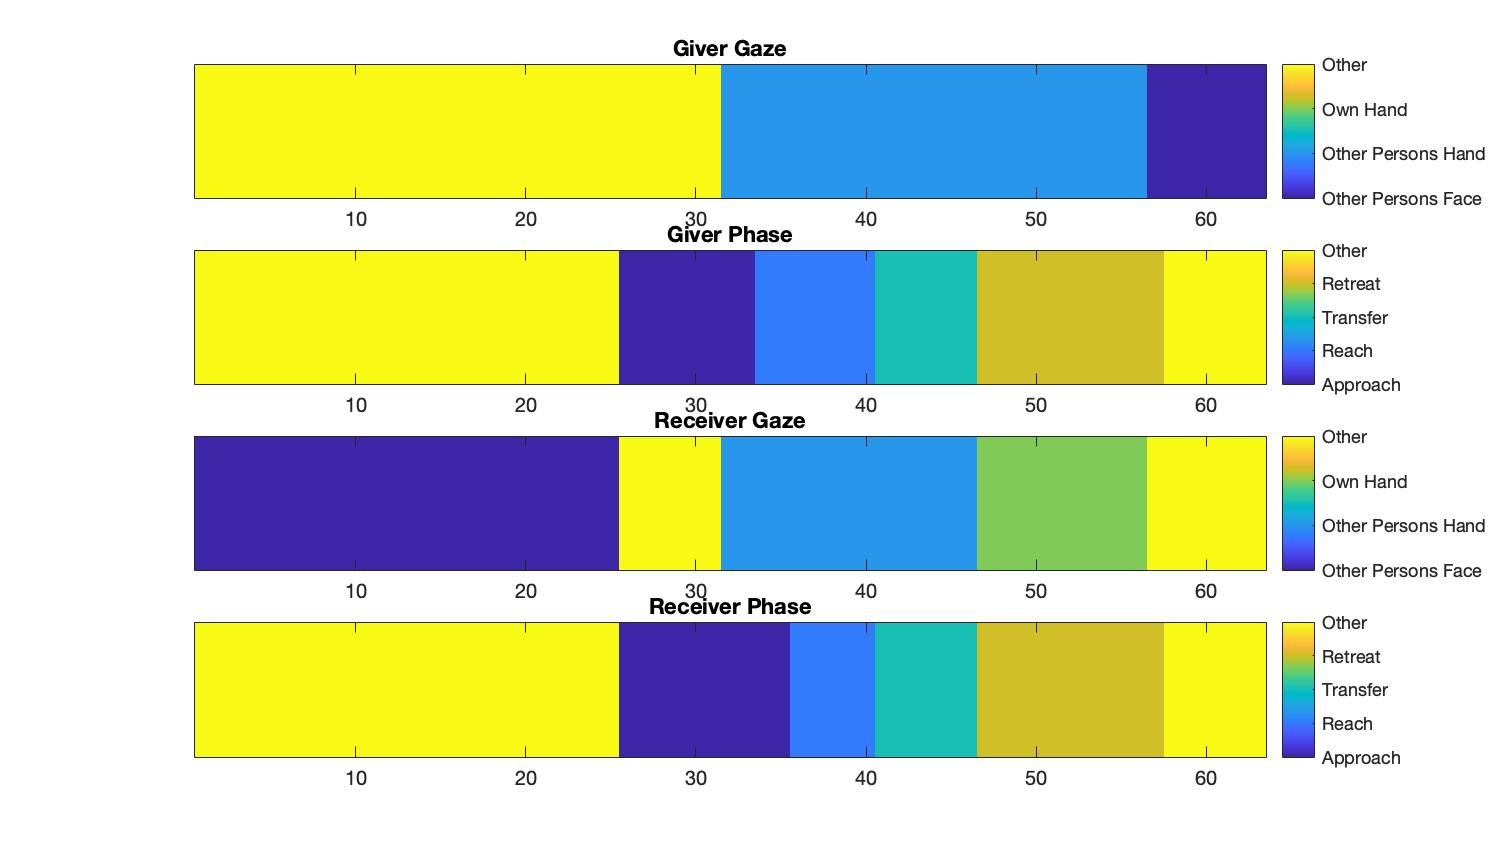 Giver Gaze
Other
Own Hand
Other Persons Hand
Other Persons Face
10 20 30 40 50 60
Giver Phase
Other
Retreat
Transfer
Reach
Approach
10 20 30 40 50 60
Receiver Gaze
Other
Own Hand
Other Persons Hand
Other Persons Face
10 20 30 40 50 60
Receiver Phase
Other
Retreat
Transfer
Reach
Approach
10 20 30 40 50 60